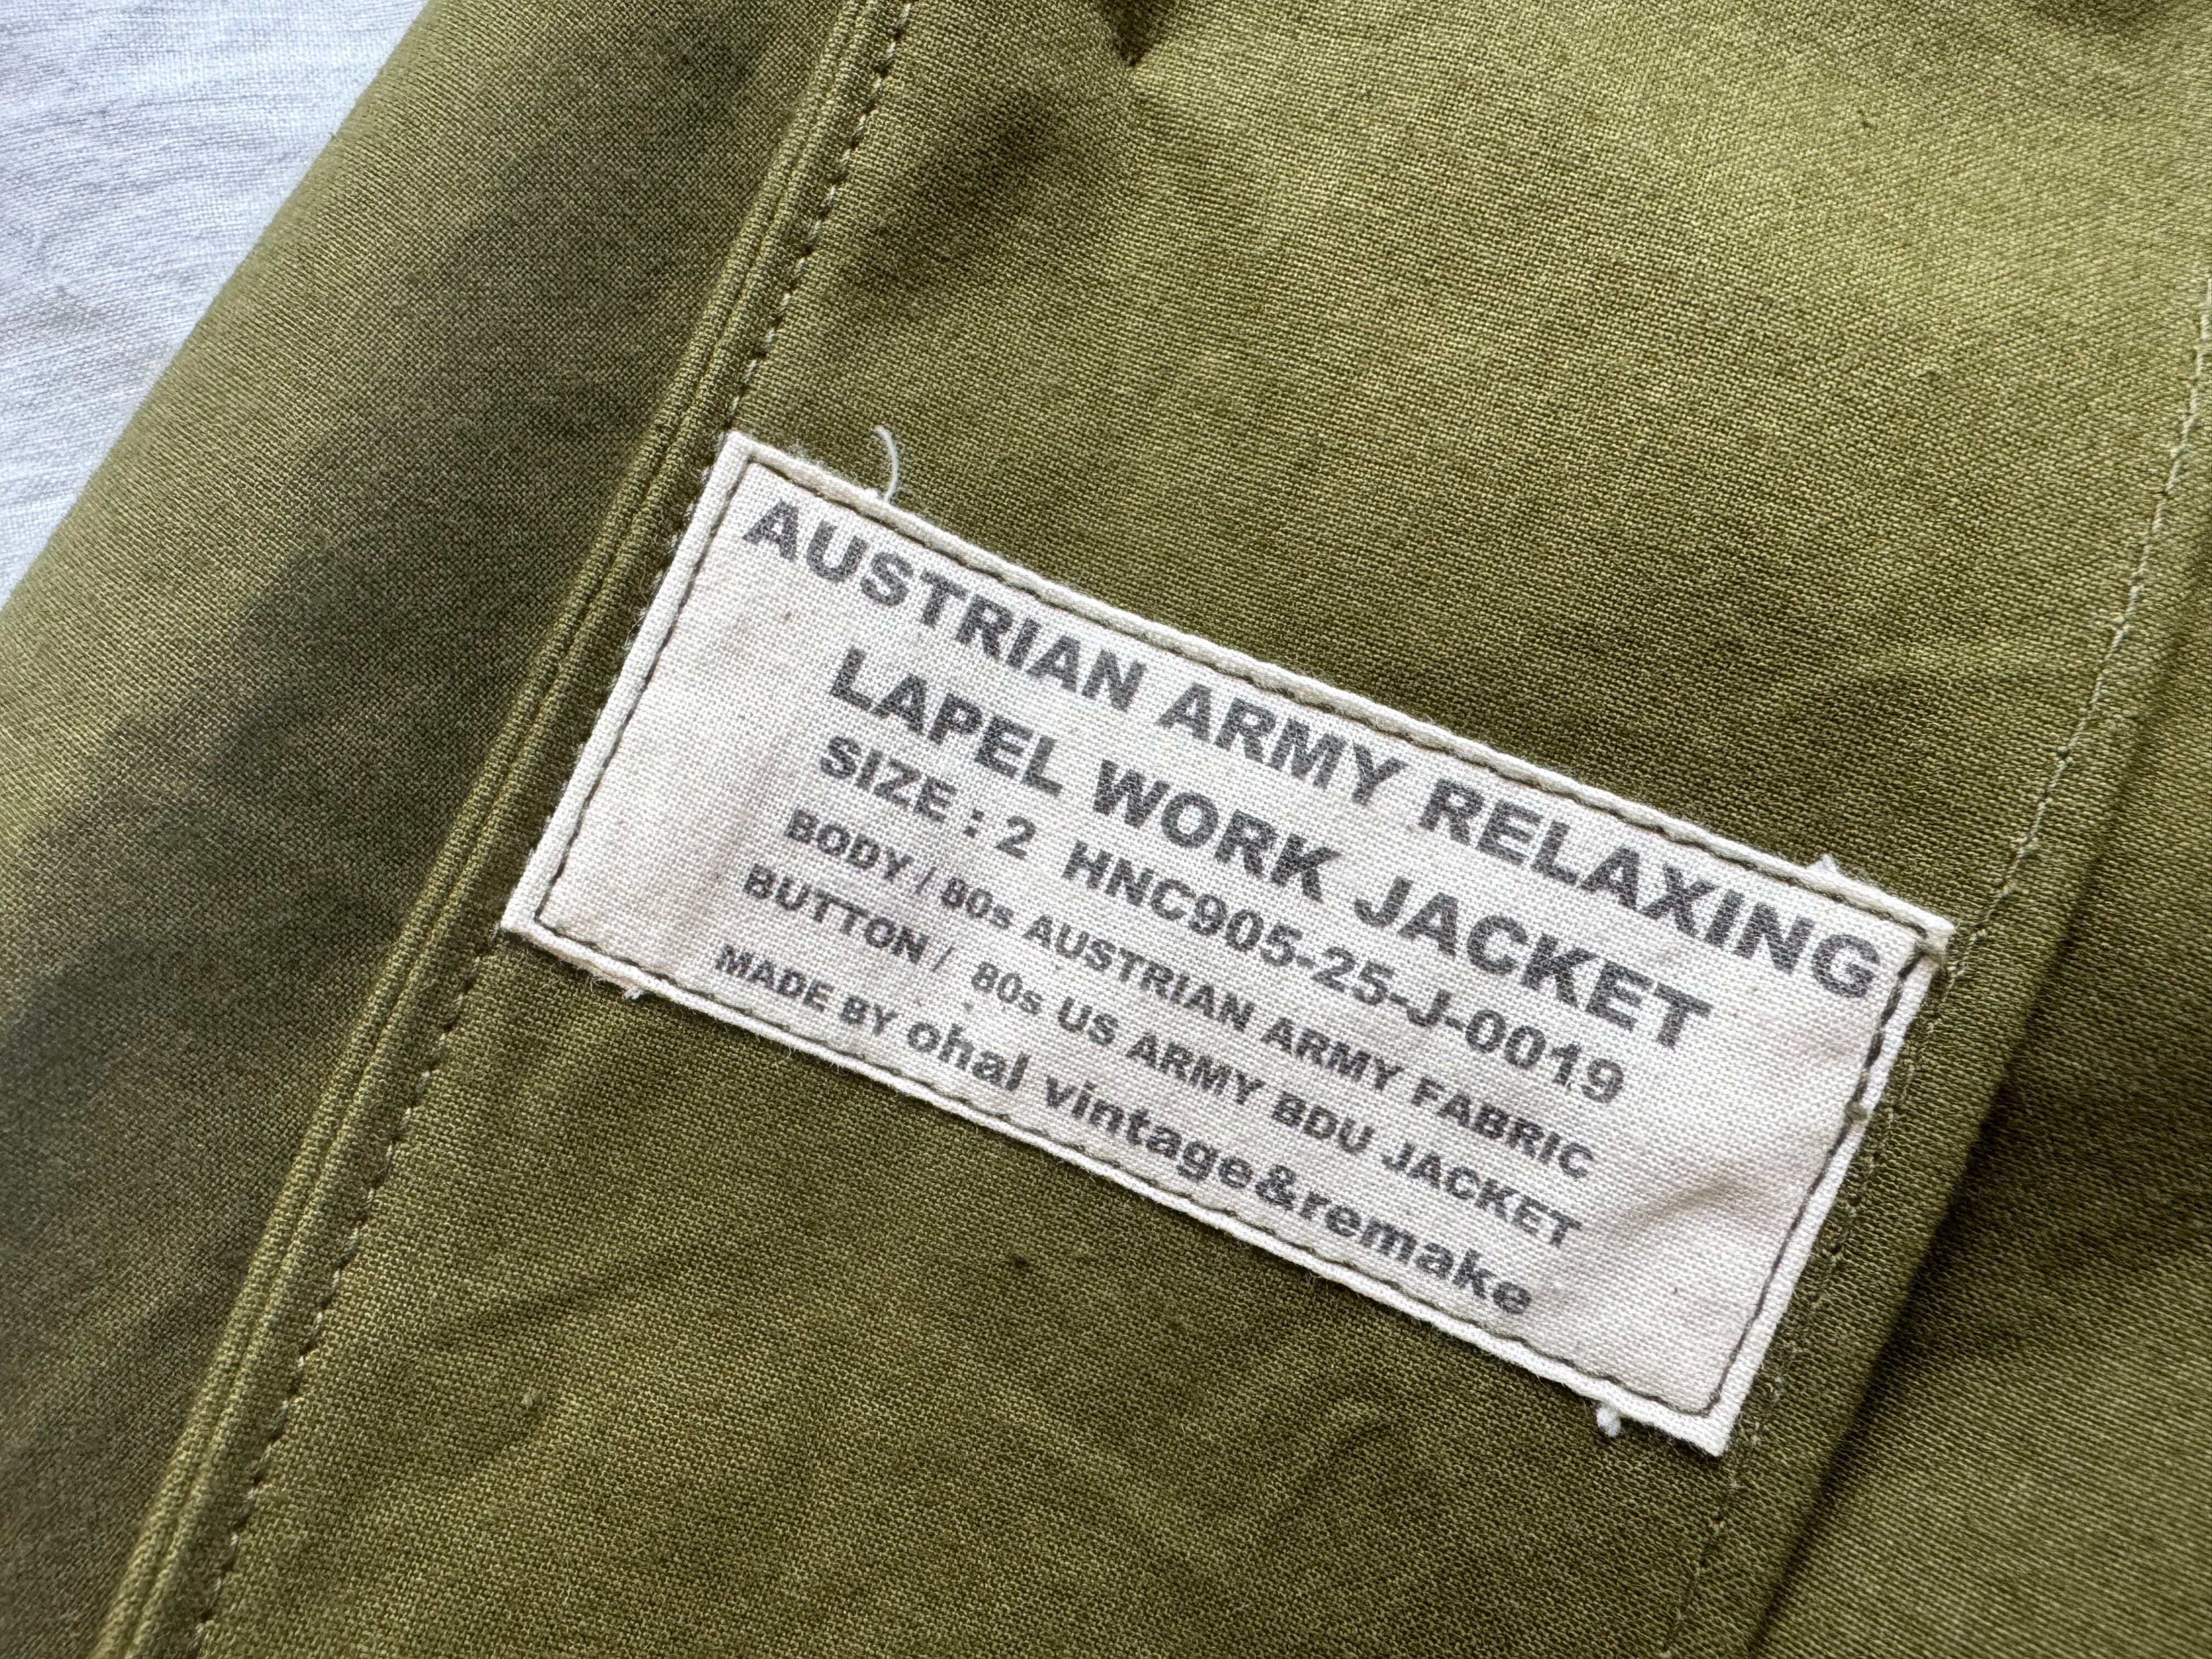 AUSTRIAN ARMY RELAXING
LAPEL WORK JACKET
SIZE : 2 HNC905-25-J-0019
BODY / 80s AUSTRIAN ARMY FABRIC
BUTTON / 80s US ARMY BDU JACKET
MADE BY ohal vintage&remake